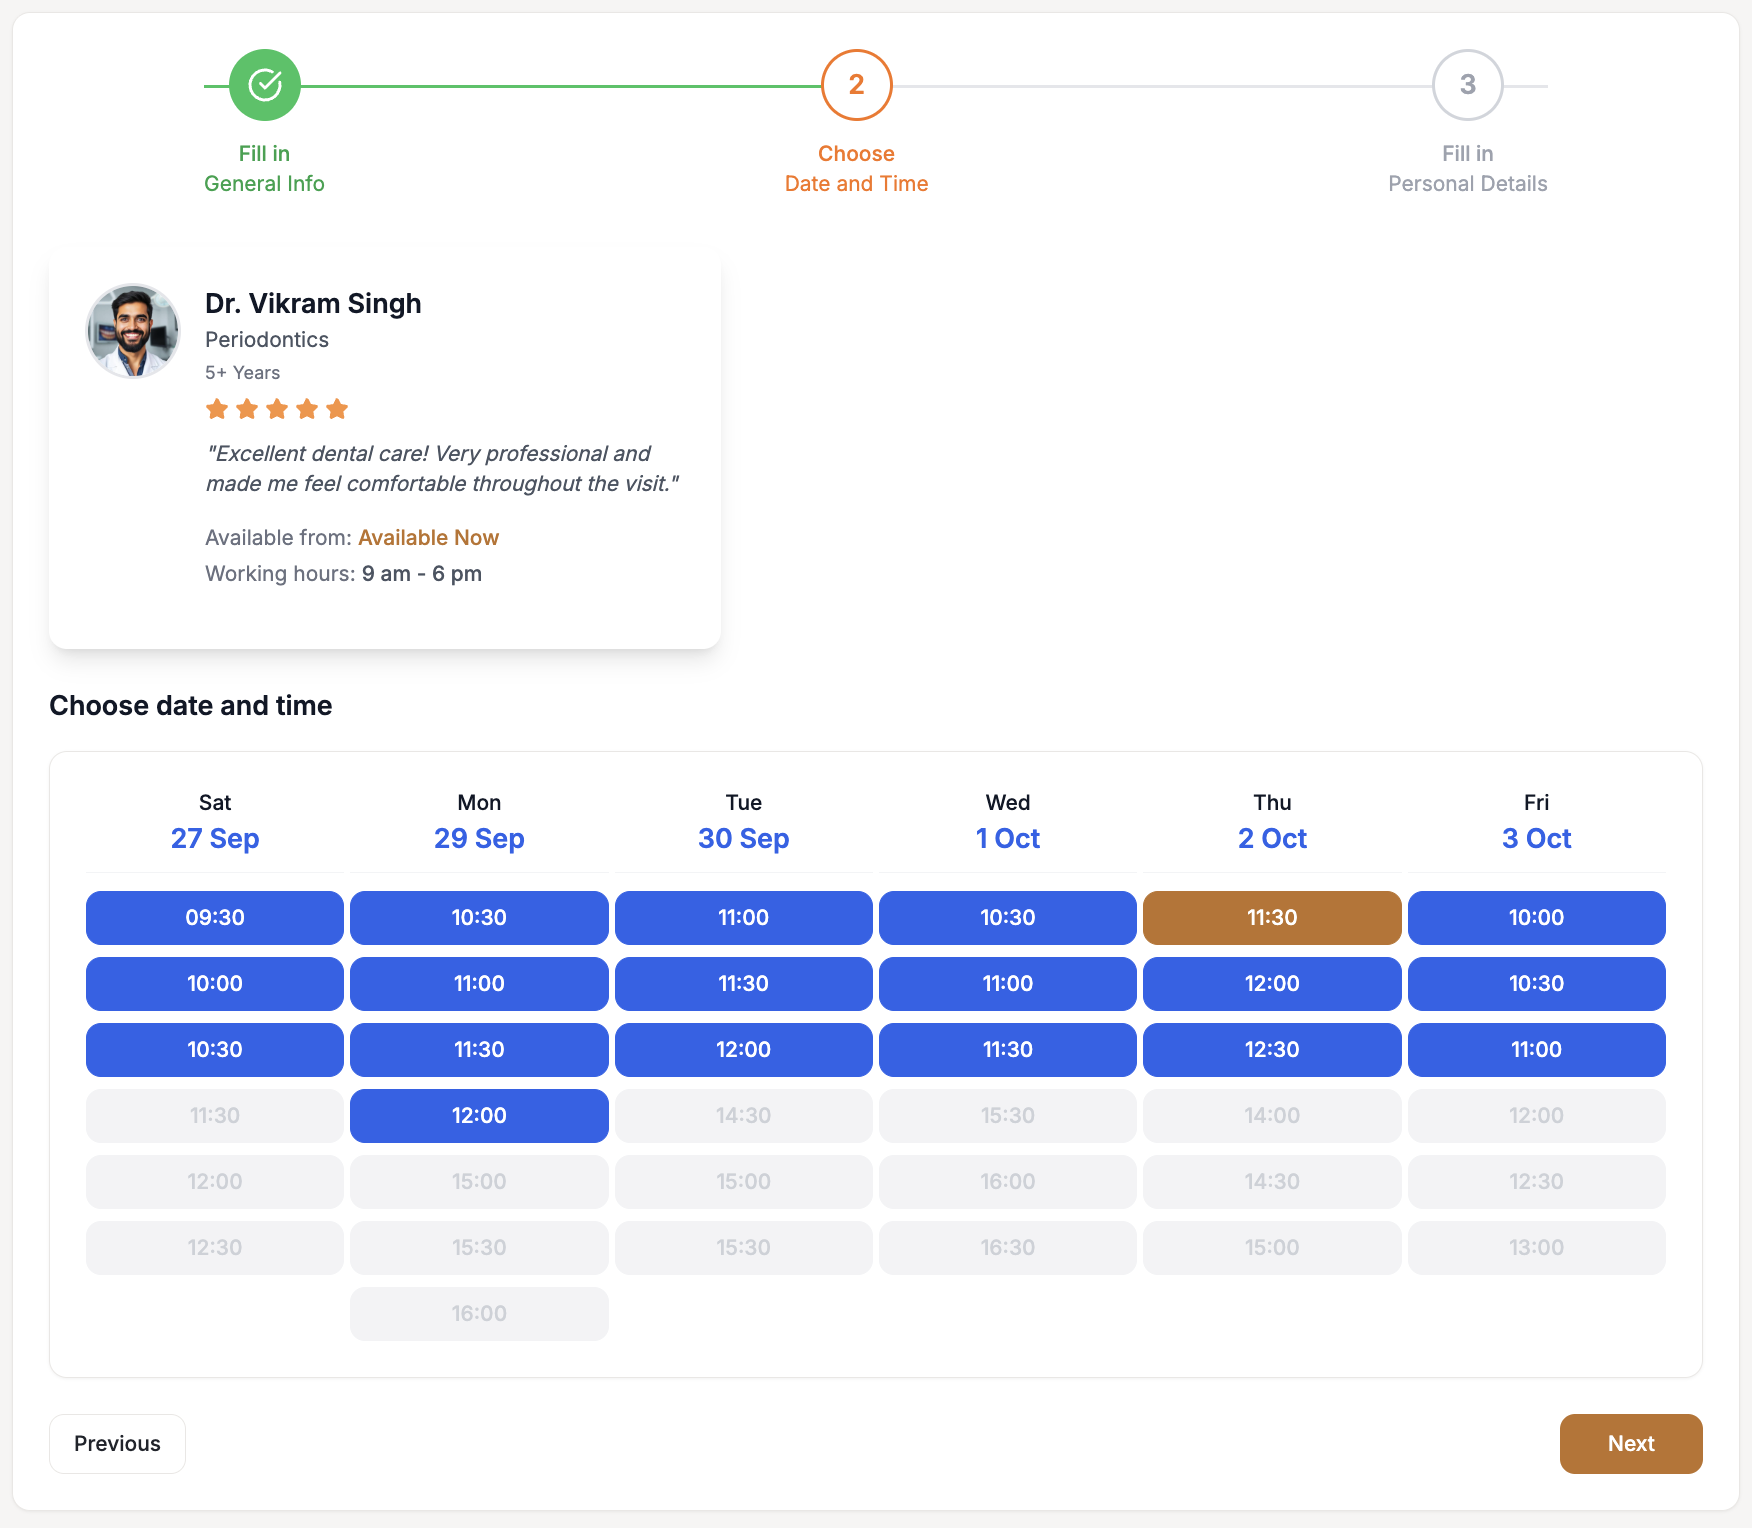 2
3
Fill in
General Info
Choose
Date and Time
Fill in
Personal Details
Dr. Vikram Singh
Periodontics
5+ Years
"Excellent dental care! Very professional and
made me feel comfortable throughout the visit."
Available from: Available Now
Working hours: 9 am - 6 pm
Choose date and time
Sat
27 Sep
09:30
10:00
10:30
11:30
12:00
12:30
Mon
29 Sep
10:30
11:00
11:30
12:00
15:00
15:30
16:00
Tue
30 Sep
11:00
11:30
12:00
14:30
15:00
15:30
Wed
1 Oct
10:30
11:00
11:30
15:30
16:00
16:30
Thu
2 Oct
11:30
12:00
12:30
14:00
14:30
15:00
Fri
3 Oct
10:00
10:30
11:00
12:00
12:30
13:00
Previous
Next